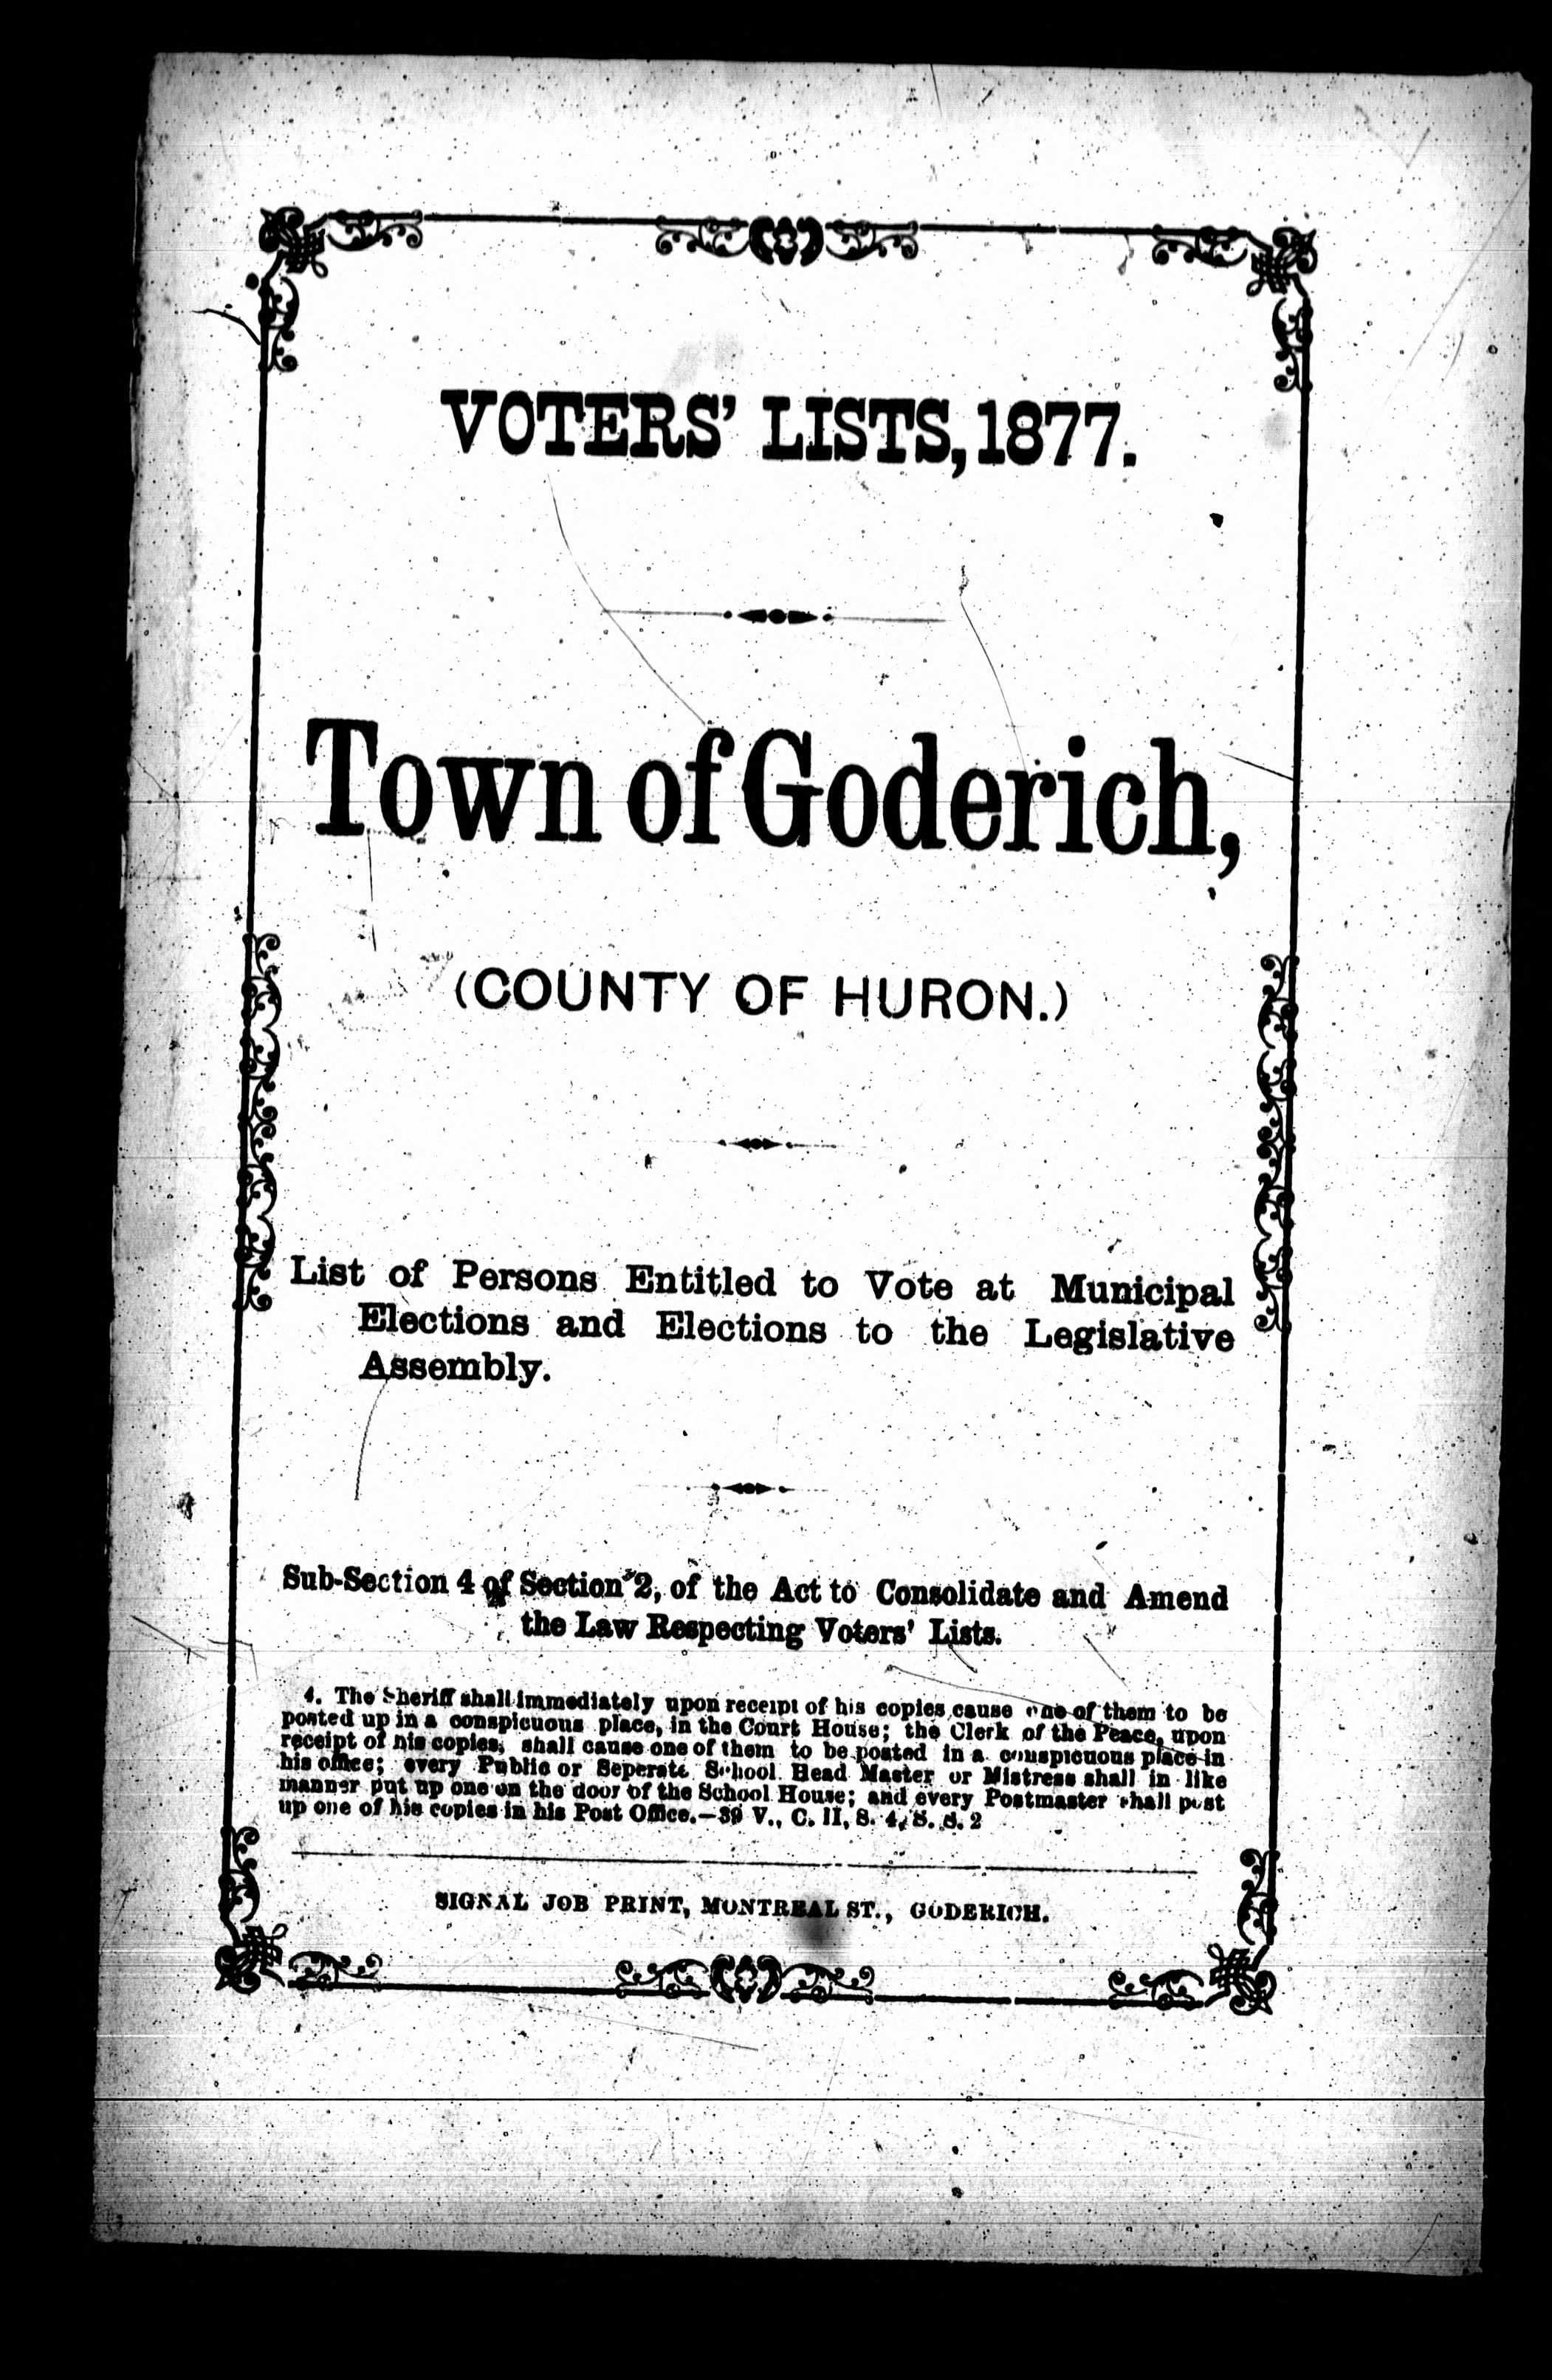 VOTERS' LISTS, 1877.
Town of Goderich,
(COUNTY OF HURON.)
List of Persons Entitled to Vote at Municipal
Elections and Elections to the Legislative
Assembly.
Sub-Section 4 of Section 2, of the Act to Consolidate and Amend
the Law Respecting Voters' Lists.
4. The Sheriff shall immediately upon receipt of his copies cause one of them to be
posted up in a conspicuous place, in the Court House; the Clerk of the Peace, upon
receipt of his copies, shall cause one of them to be posted in a conspicuous place in
his office; every Public or Seperate School Head Master or Mistress shall in like
manner put up one on the door of the School House; and every Postmaster shall post
up one of his copies in his Post Office.—39 V., C. II, S. 4, S. S. 2
SIGNAL JOB PRINT, MONTREAL ST., GODERICH.